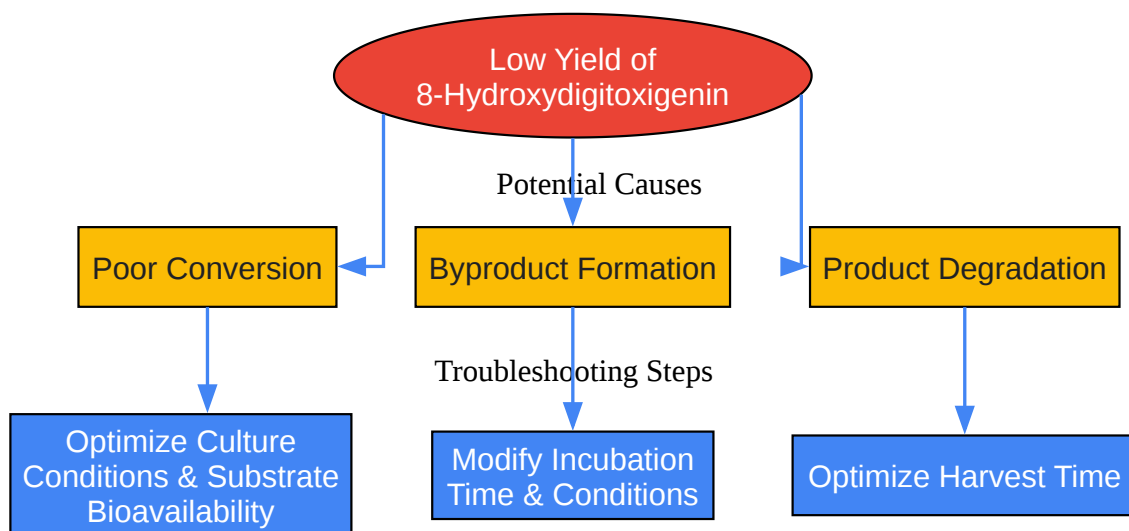 Low Yield of
8-Hydroxydigitoxigenin
Potential Causes
Poor Conversion
Byproduct Formation
Product Degradation
Troubleshooting Steps
Optimize Culture
Conditions & Substrate
Bioavailability
Modify Incubation
Time & Conditions
Optimize Harvest Time